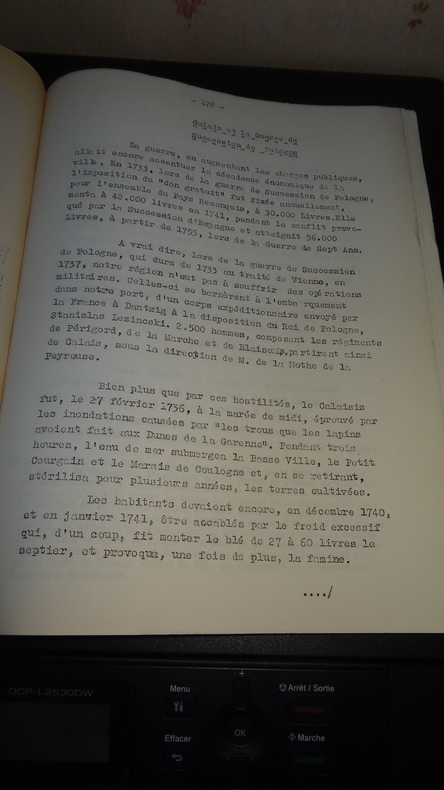 - 172 -
Calais et la Guerre de
Succession de Pologne
La guerre, en augmentant les charges publiques,
allait encore accentuer la décadence économique de la
ville. En 1733, lors de la guerre de Succession de Pologne,
l'imposition du "don gratuit" fut fixée annuellement,
pour l'ensemble du Pays Reconquis, à 30.000 Livres. Elle
monta à 42.000 livres en 1741, pendant le conflit provo-
qué par la Succession d'Espagne et atteignit 56.000
Livres, à partir de 1755, lors de la Guerre de Sept Ans.
A vrai dire, lors de la guerre de Succession
de Pologne, qui dura de 1733 au traité de Vienne, en
1737, notre région n'eut pas à souffrir des opérations
militaires. Celles-ci se bornèrent à l'emba rquement
dans notre port, d'un corps expéditionnaire envoyé par
la France à Dantzig à la disposition du Roi de Pologne,
Stanislas Lezincski. 2.500 hommes, composant les régiments
de Périgord, de la Marche et de Blaisois, partirent ainsi
de Calais, sous la direction de M. de la Mothe de la
Peyrouse.
Bien plus que par ces hostilités, le Calaisis
fut, le 27 février 1736, à la marée de midi, éprouvé par
les inondations causées par "les trous que les lapins
avoient fait aux Dunes de la Garenne". Pendant trois
heures, l'eau de mer submergea la Basse Ville, le Petit
Courgain et le Marais de Coulogne et, en se retirant,
stérilisa pour plusieurs années, les terres cultivées.
Les habitants devaient encore, en décembre 1740,
et en janvier 1741, être accablés par le froid excessif
qui, d'un coup, fit monter le blé de 27 à 60 livres le
septier, et provoqua, une fois de plus, la famine.
..../
DCP-L2530DW
Menu
+
Arrêt / Sortie
Effacer
OK
Marche